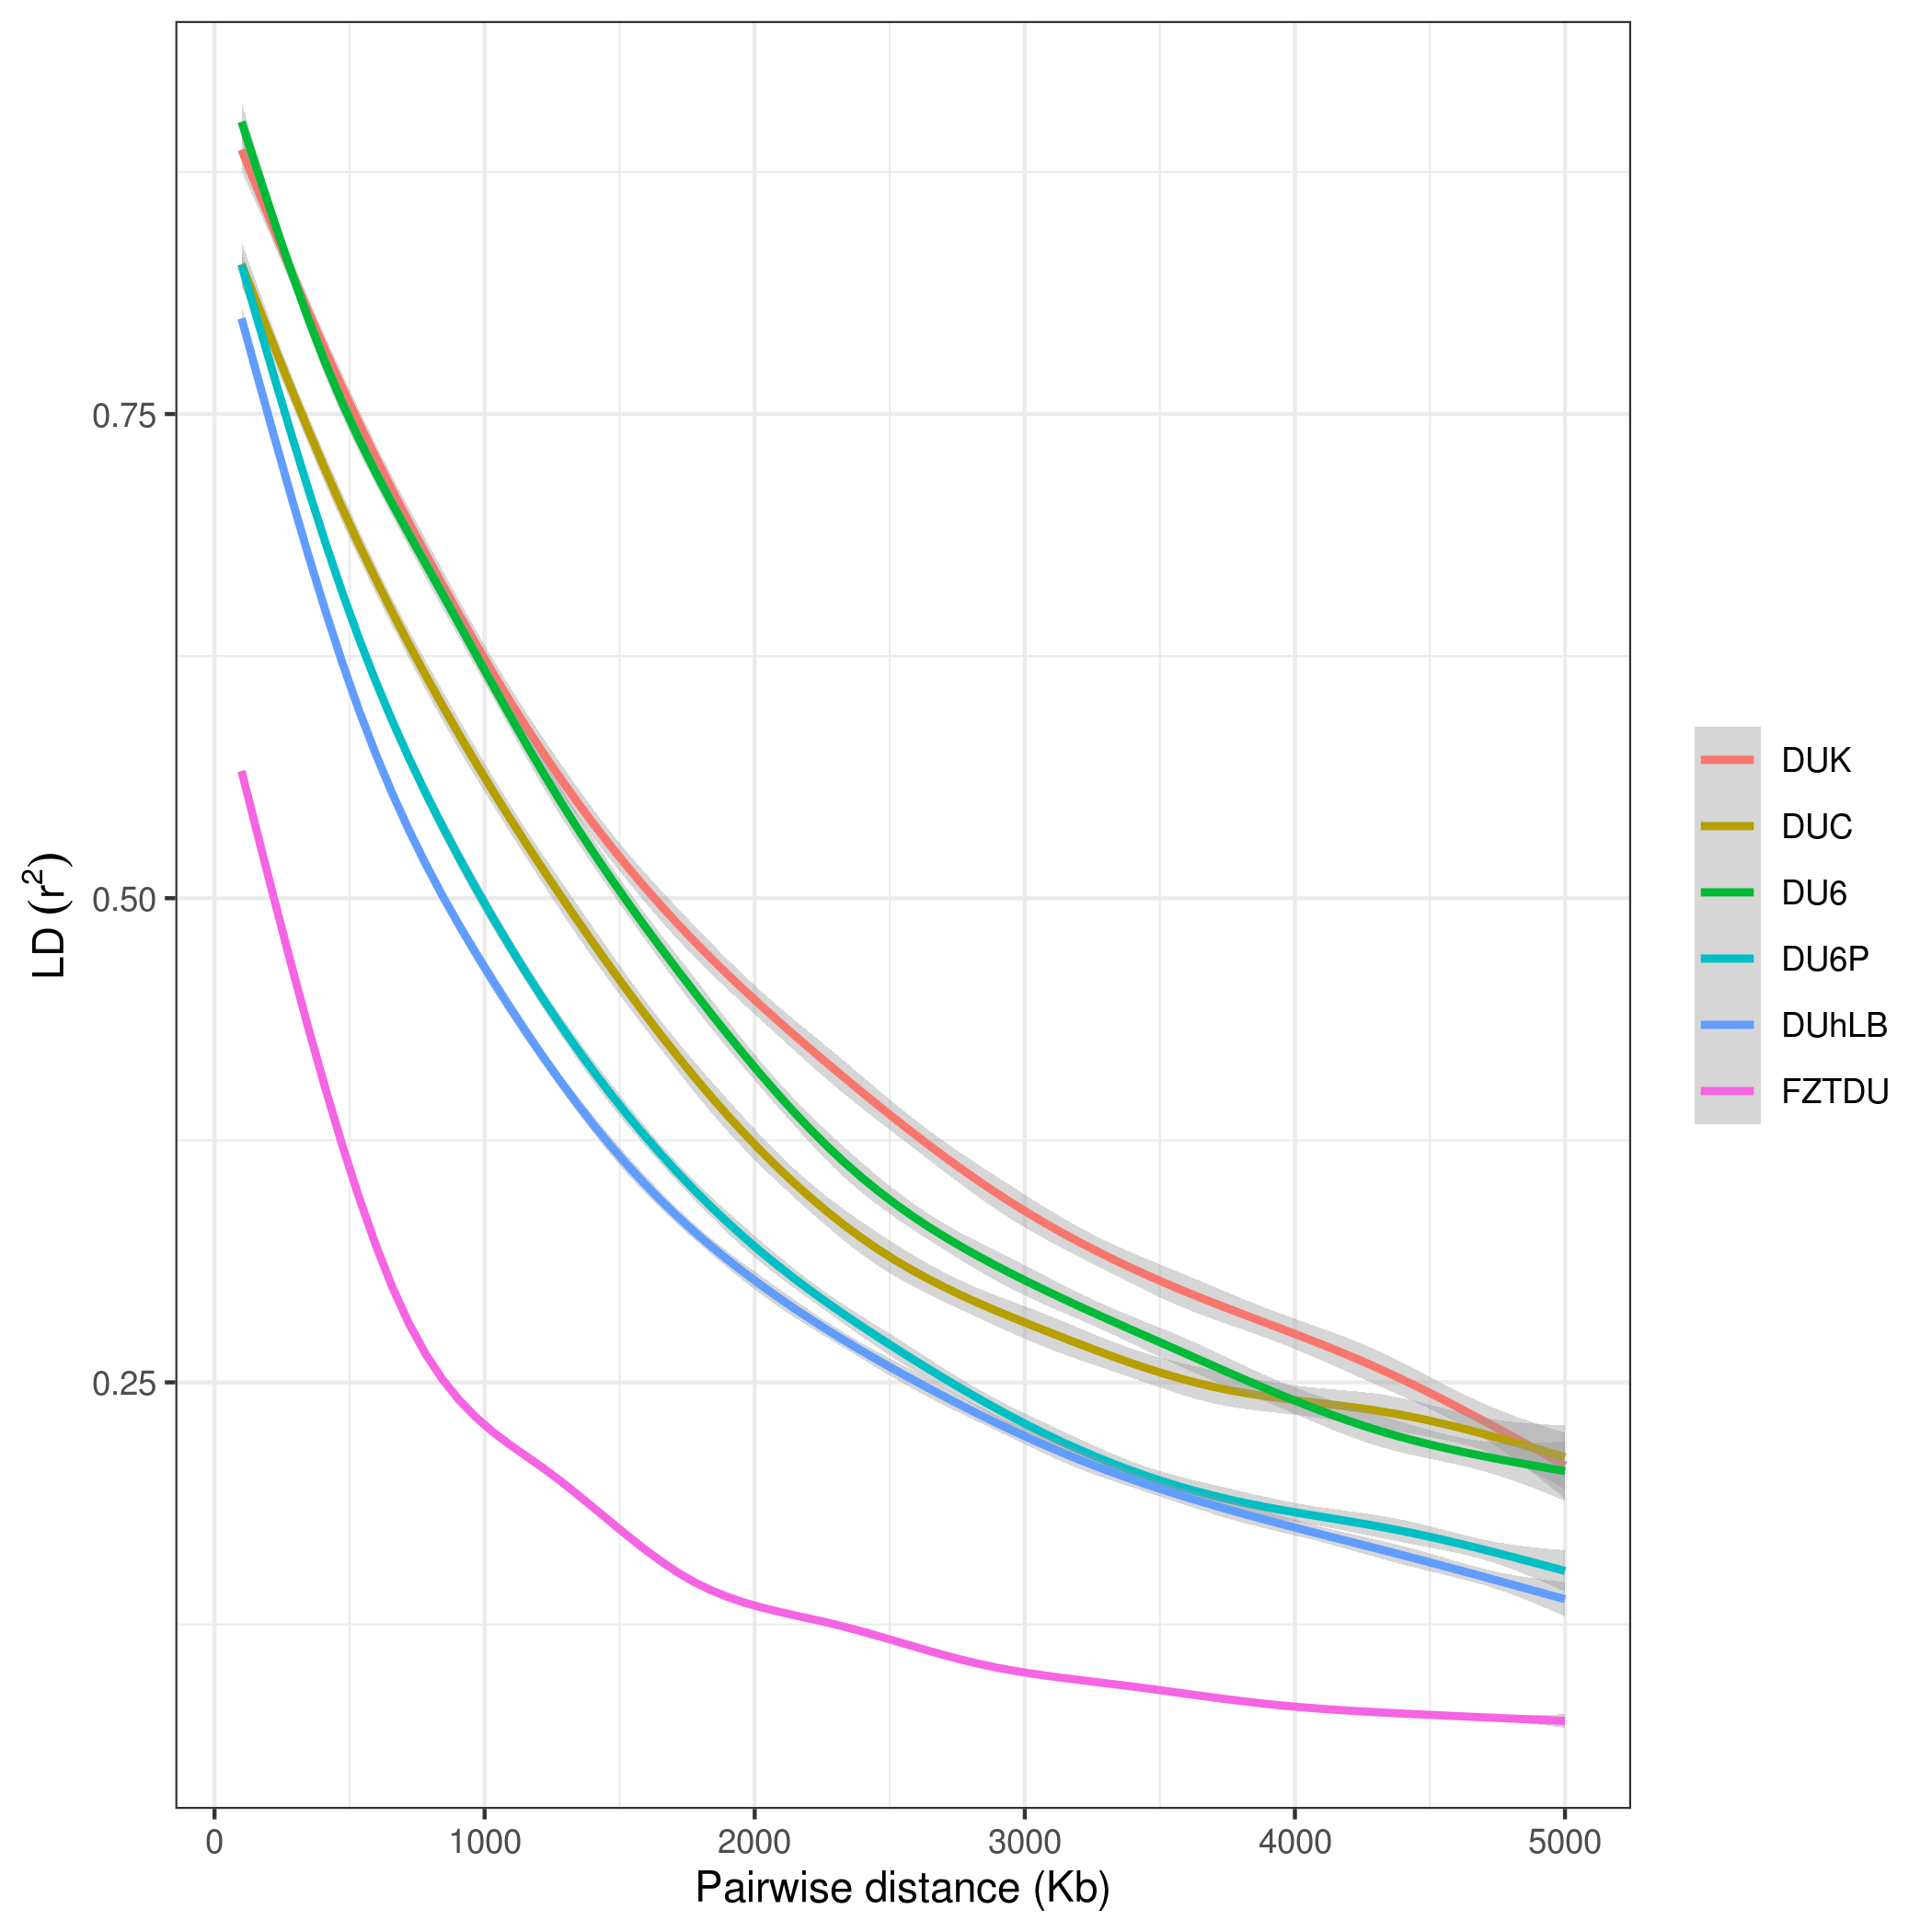 LD (r²)
0.75
0.50
0.25
0 1000 2000 3000 4000 5000
Pairwise distance (Kb)
DUK
DUC
DU6
DU6P
DUhLB
FZTDU